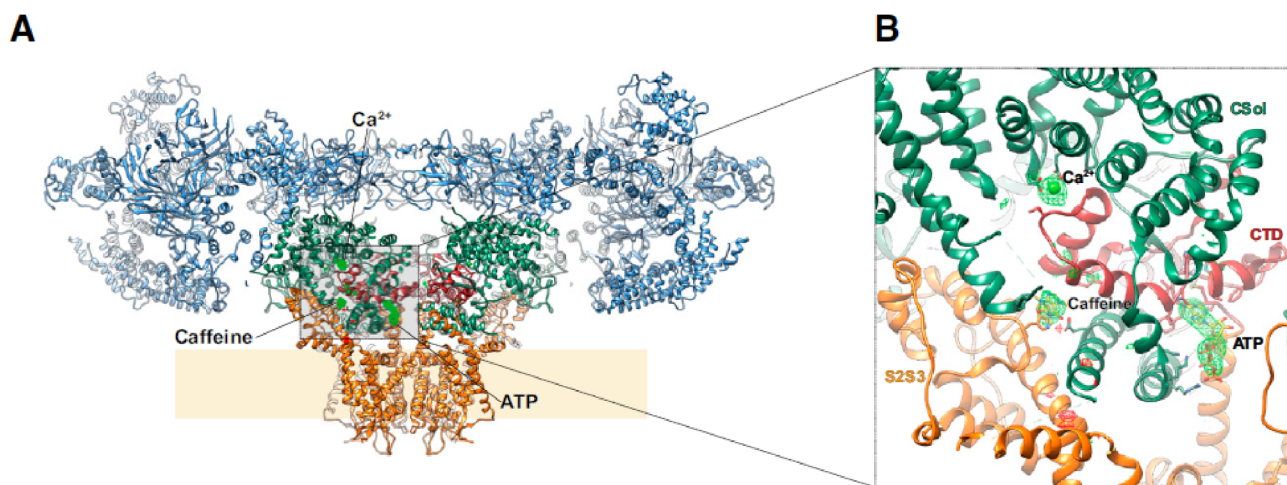 A
B
Ca²⁺
Caffeine
ATP
CSol
Ca²⁺
CTD
Caffeine
ATP
S2S3